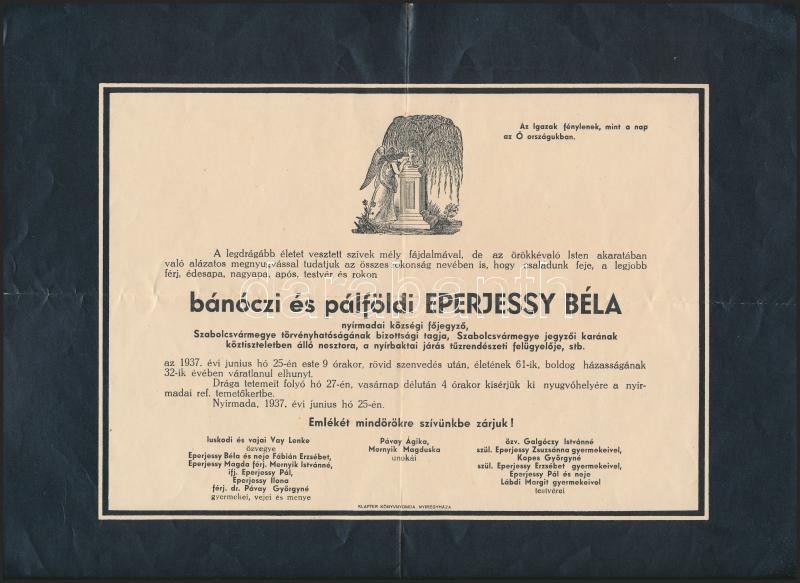 Az Igazak fénylenek, mint a nap
az Ő országukban.
A legdrágább életet vesztett szívek mély fájdalmával, de az örökkévaló Isten akaratában
való alázatos megnyugvással tudatjuk az összes rokonság nevében is, hogy családunk feje, a legjobb
férj, édesapa, nagyapa, após, testvér és rokon
bánóczi és pálföldi EPERJESSY BÉLA
nyirmadai községi főjegyző,
Szabolcsvármegye törvényhatóságának bizottsági tagja, Szabolcsvármegye jegyzői karának
köztiszteletben álló nesztora, a nyirbaktai járás tűzrendészeti felügyelője, stb.
az 1937. évi junius hó 25-én este 9 órakor, rövid szenvedés után, életének 61-ik, boldog házasságának
32-ik évében váratlanul elhunyt.
Drága tetemeit folyó hó 27-én, vasárnap délután 4 órakor kisérjük ki nyugvóhelyére a nyir-
madai ref. temetőkertbe.
Nyirmada, 1937. évi junius hó 25-én.
Emlékét mindörökre szívünkbe zárjuk!
luskodi és vajai Vay Lenke
özvegye
Eperjessy Béla és neje Fábián Erzsébet,
Eperjessy Magda férj. Mernyik Istvánné,
ifj. Eperjessy Pál,
Eperjessy Ilona
férj. dr. Pávay Györgyné
gyermekei, vejei és menye
Pávay Ágika,
Mernyik Magduska
unokái
özv. Galgóczy Istvánné
szül. Eperjessy Zsuzsánna gyermekeivel,
Kapes Györgyné
szül. Eperjessy Erzsébet gyermekeivel,
Eperjessy Pál és neje
Lábdi Margit gyermekeivel
testvérei
KLAFTER KÖNYVNYOMDA, NYIREGYHÁZA
darabanth